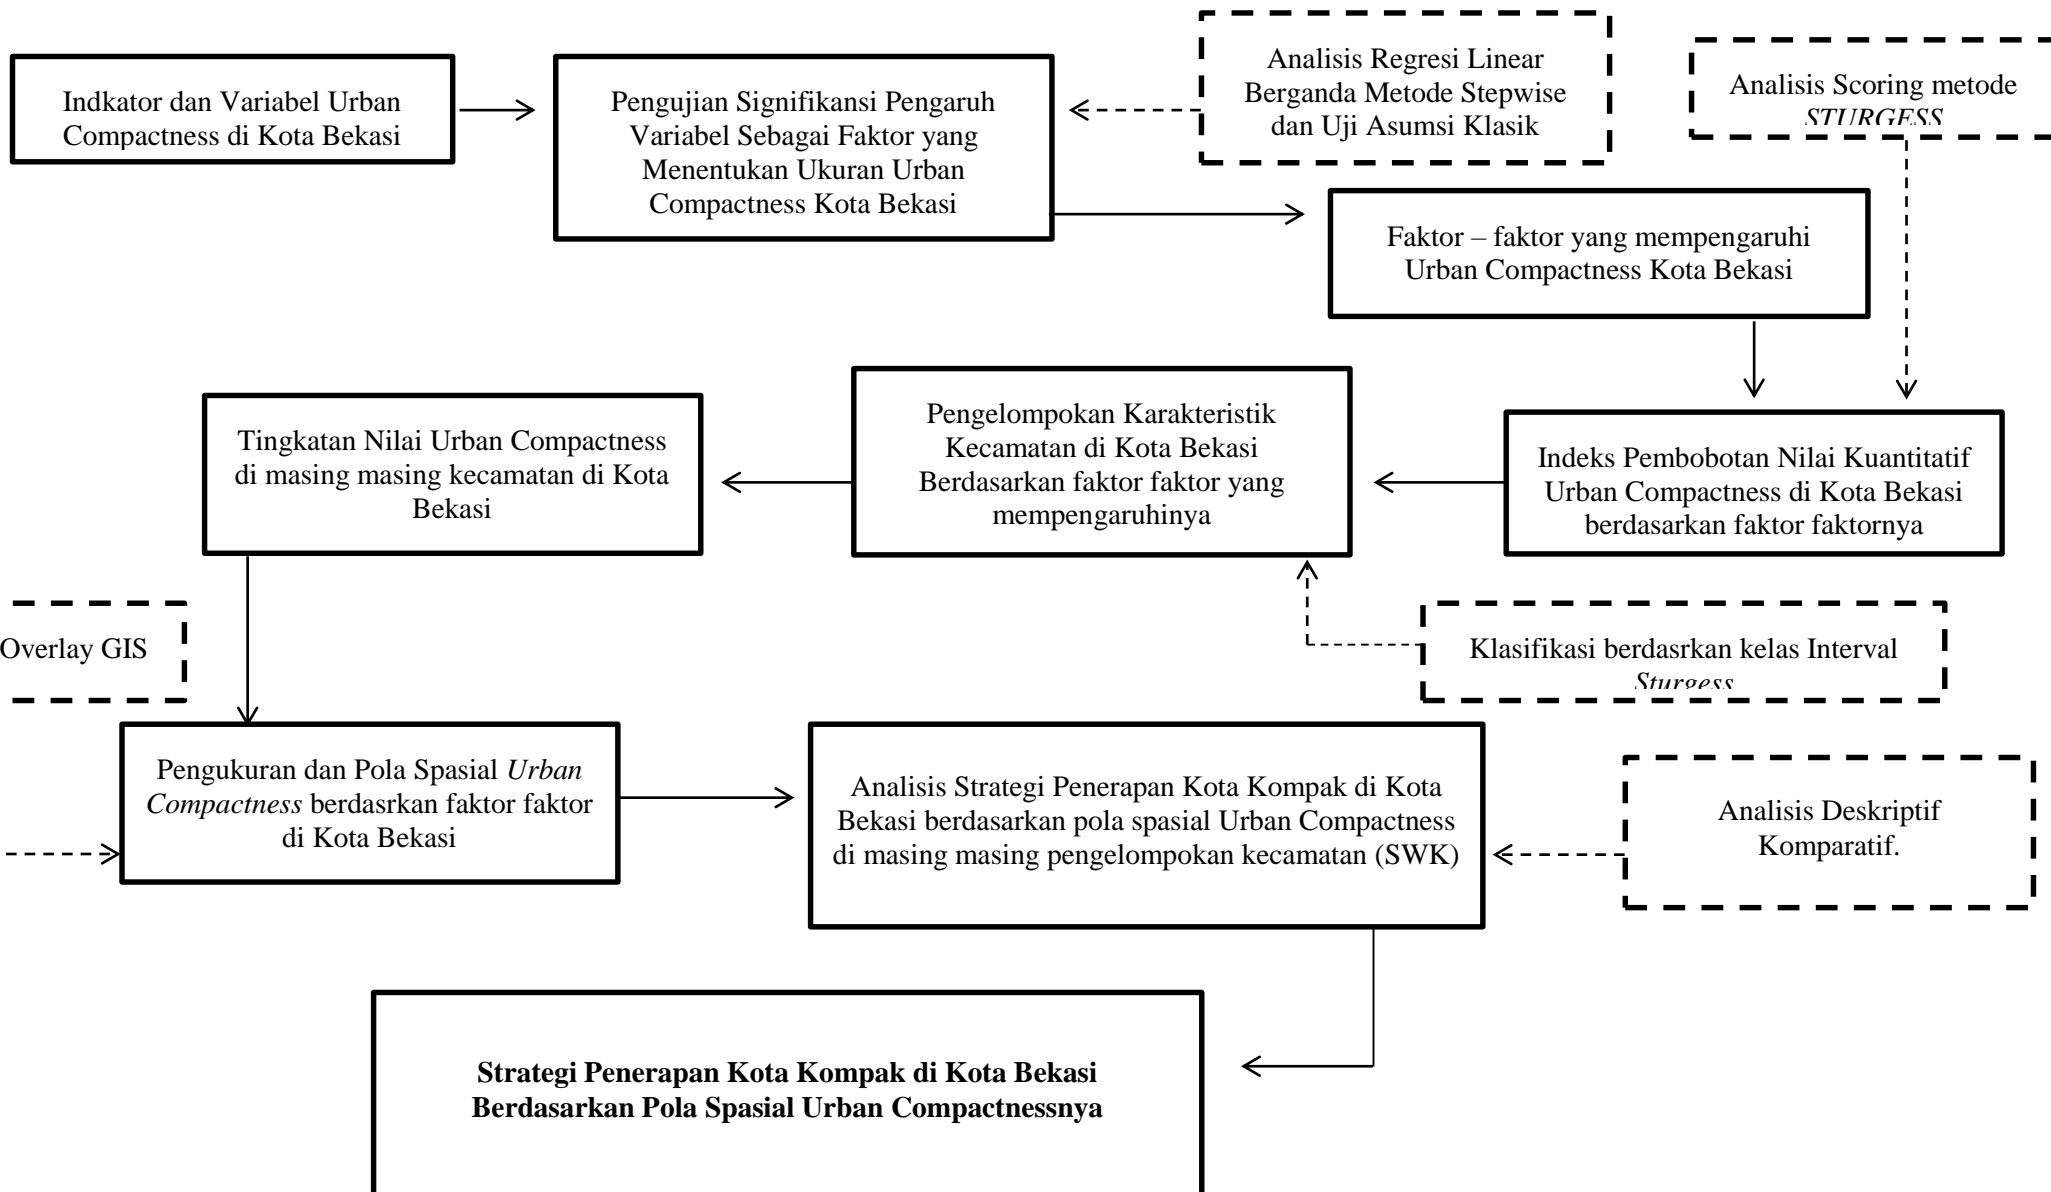 Indkator dan Variabel Urban
Compactness di Kota Bekasi
Pengujian Signifikansi Pengaruh
Variabel Sebagai Faktor yang
Menentukan Ukuran Urban
Compactness Kota Bekasi
Analisis Regresi Linear
Berganda Metode Stepwise
dan Uji Asumsi Klasik
Analisis Scoring metode
STURGESS
Faktor – faktor yang mempengaruhi
Urban Compactness Kota Bekasi
Tingkatan Nilai Urban Compactness
di masing masing kecamatan di Kota
Bekasi
Pengelompokan Karakteristik
Kecamatan di Kota Bekasi
Berdasarkan faktor faktor yang
mempengaruhinya
Indeks Pembobotan Nilai Kuantitatif
Urban Compactness di Kota Bekasi
berdasarkan faktor faktornya
Overlay GIS
Klasifikasi berdasrkan kelas Interval
Sturgess
Pengukuran dan Pola Spasial Urban
Compactness berdasrkan faktor faktor
di Kota Bekasi
Analisis Strategi Penerapan Kota Kompak di Kota
Bekasi berdasarkan pola spasial Urban Compactness
di masing masing pengelompokan kecamatan (SWK)
Analisis Deskriptif
Komparatif.
Strategi Penerapan Kota Kompak di Kota Bekasi
Berdasarkan Pola Spasial Urban Compactnessnya